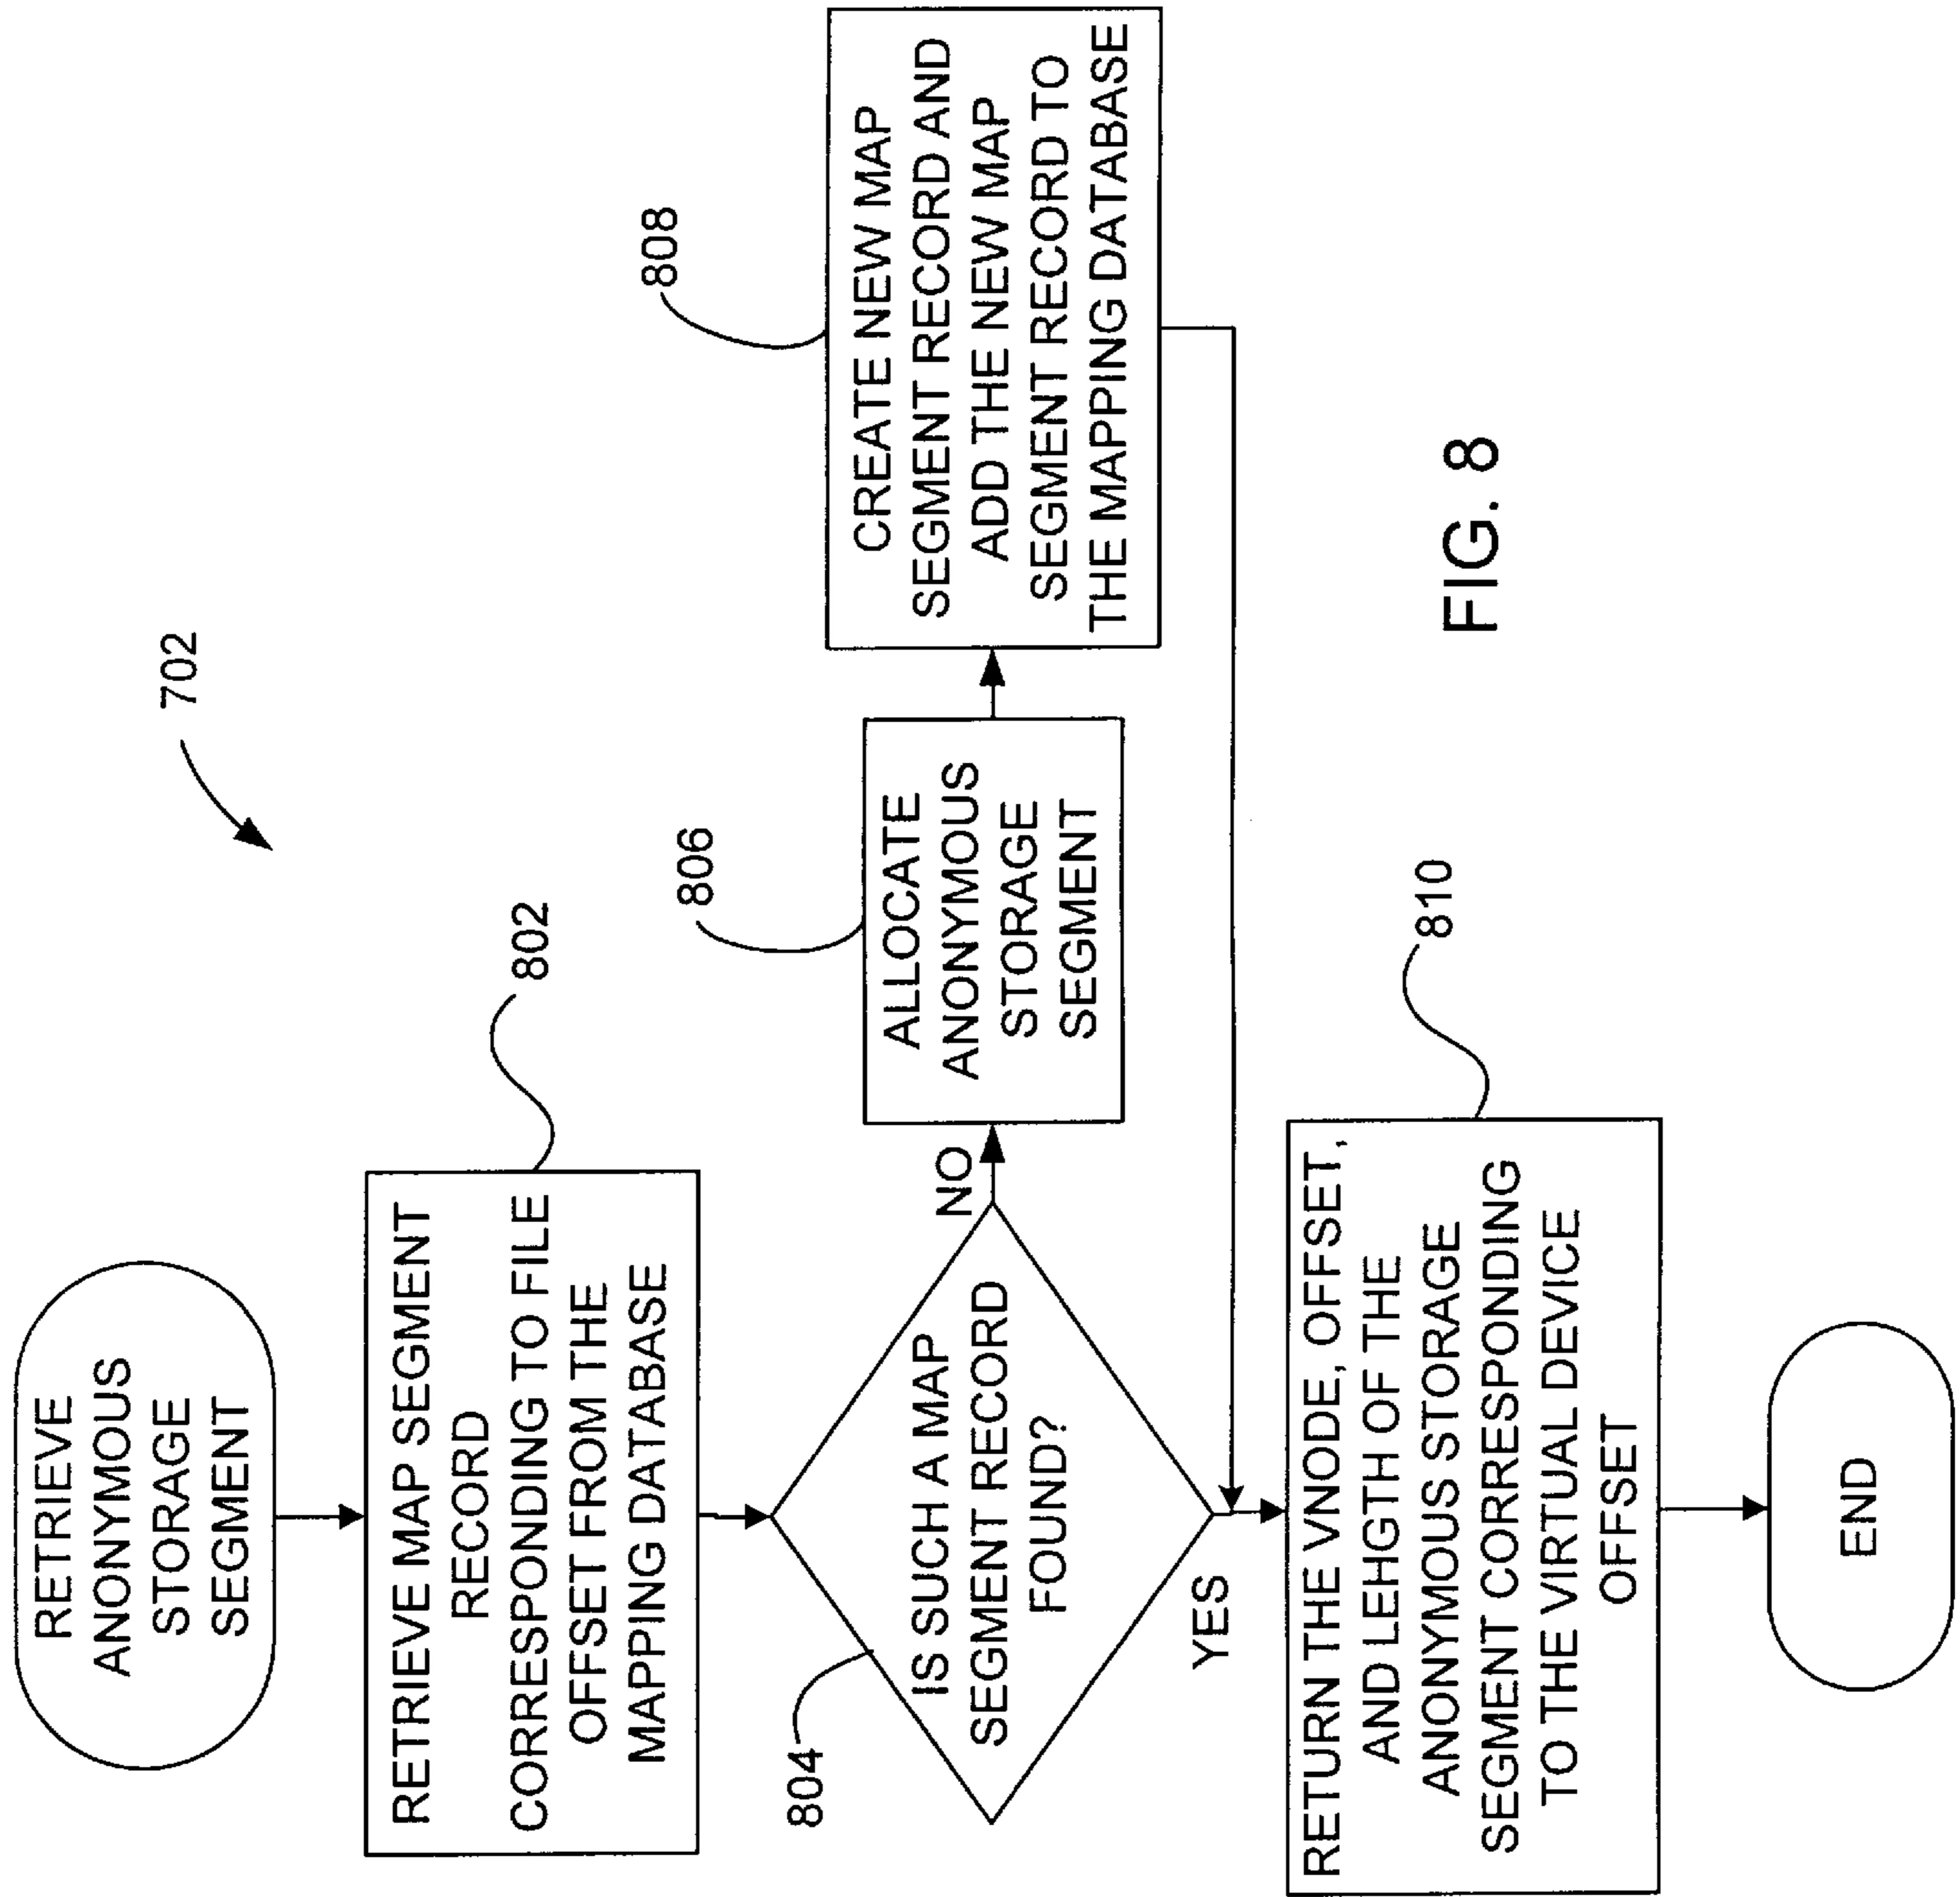 702
RETRIEVE
ANONYMOUS
STORAGE
SEGMENT
802
RETRIEVE MAP SEGMENT
RECORD
CORRESPONDING TO FILE
OFFSET FROM THE
MAPPING DATABASE
804
IS SUCH A MAP
SEGMENT RECORD
FOUND?
NO
806
ALLOCATE
ANONYMOUS
STORAGE
SEGMENT
808
CREATE NEW MAP
SEGMENT RECORD AND
ADD THE NEW MAP
SEGMENT RECORD TO
THE MAPPING DATABASE
YES
810
RETURN THE VNODE, OFFSET,
AND LEHGTH OF THE
ANONYMOUS STORAGE
SEGMENT CORRESPONDING
TO THE VIRTUAL DEVICE
OFFSET
END
FIG. 8